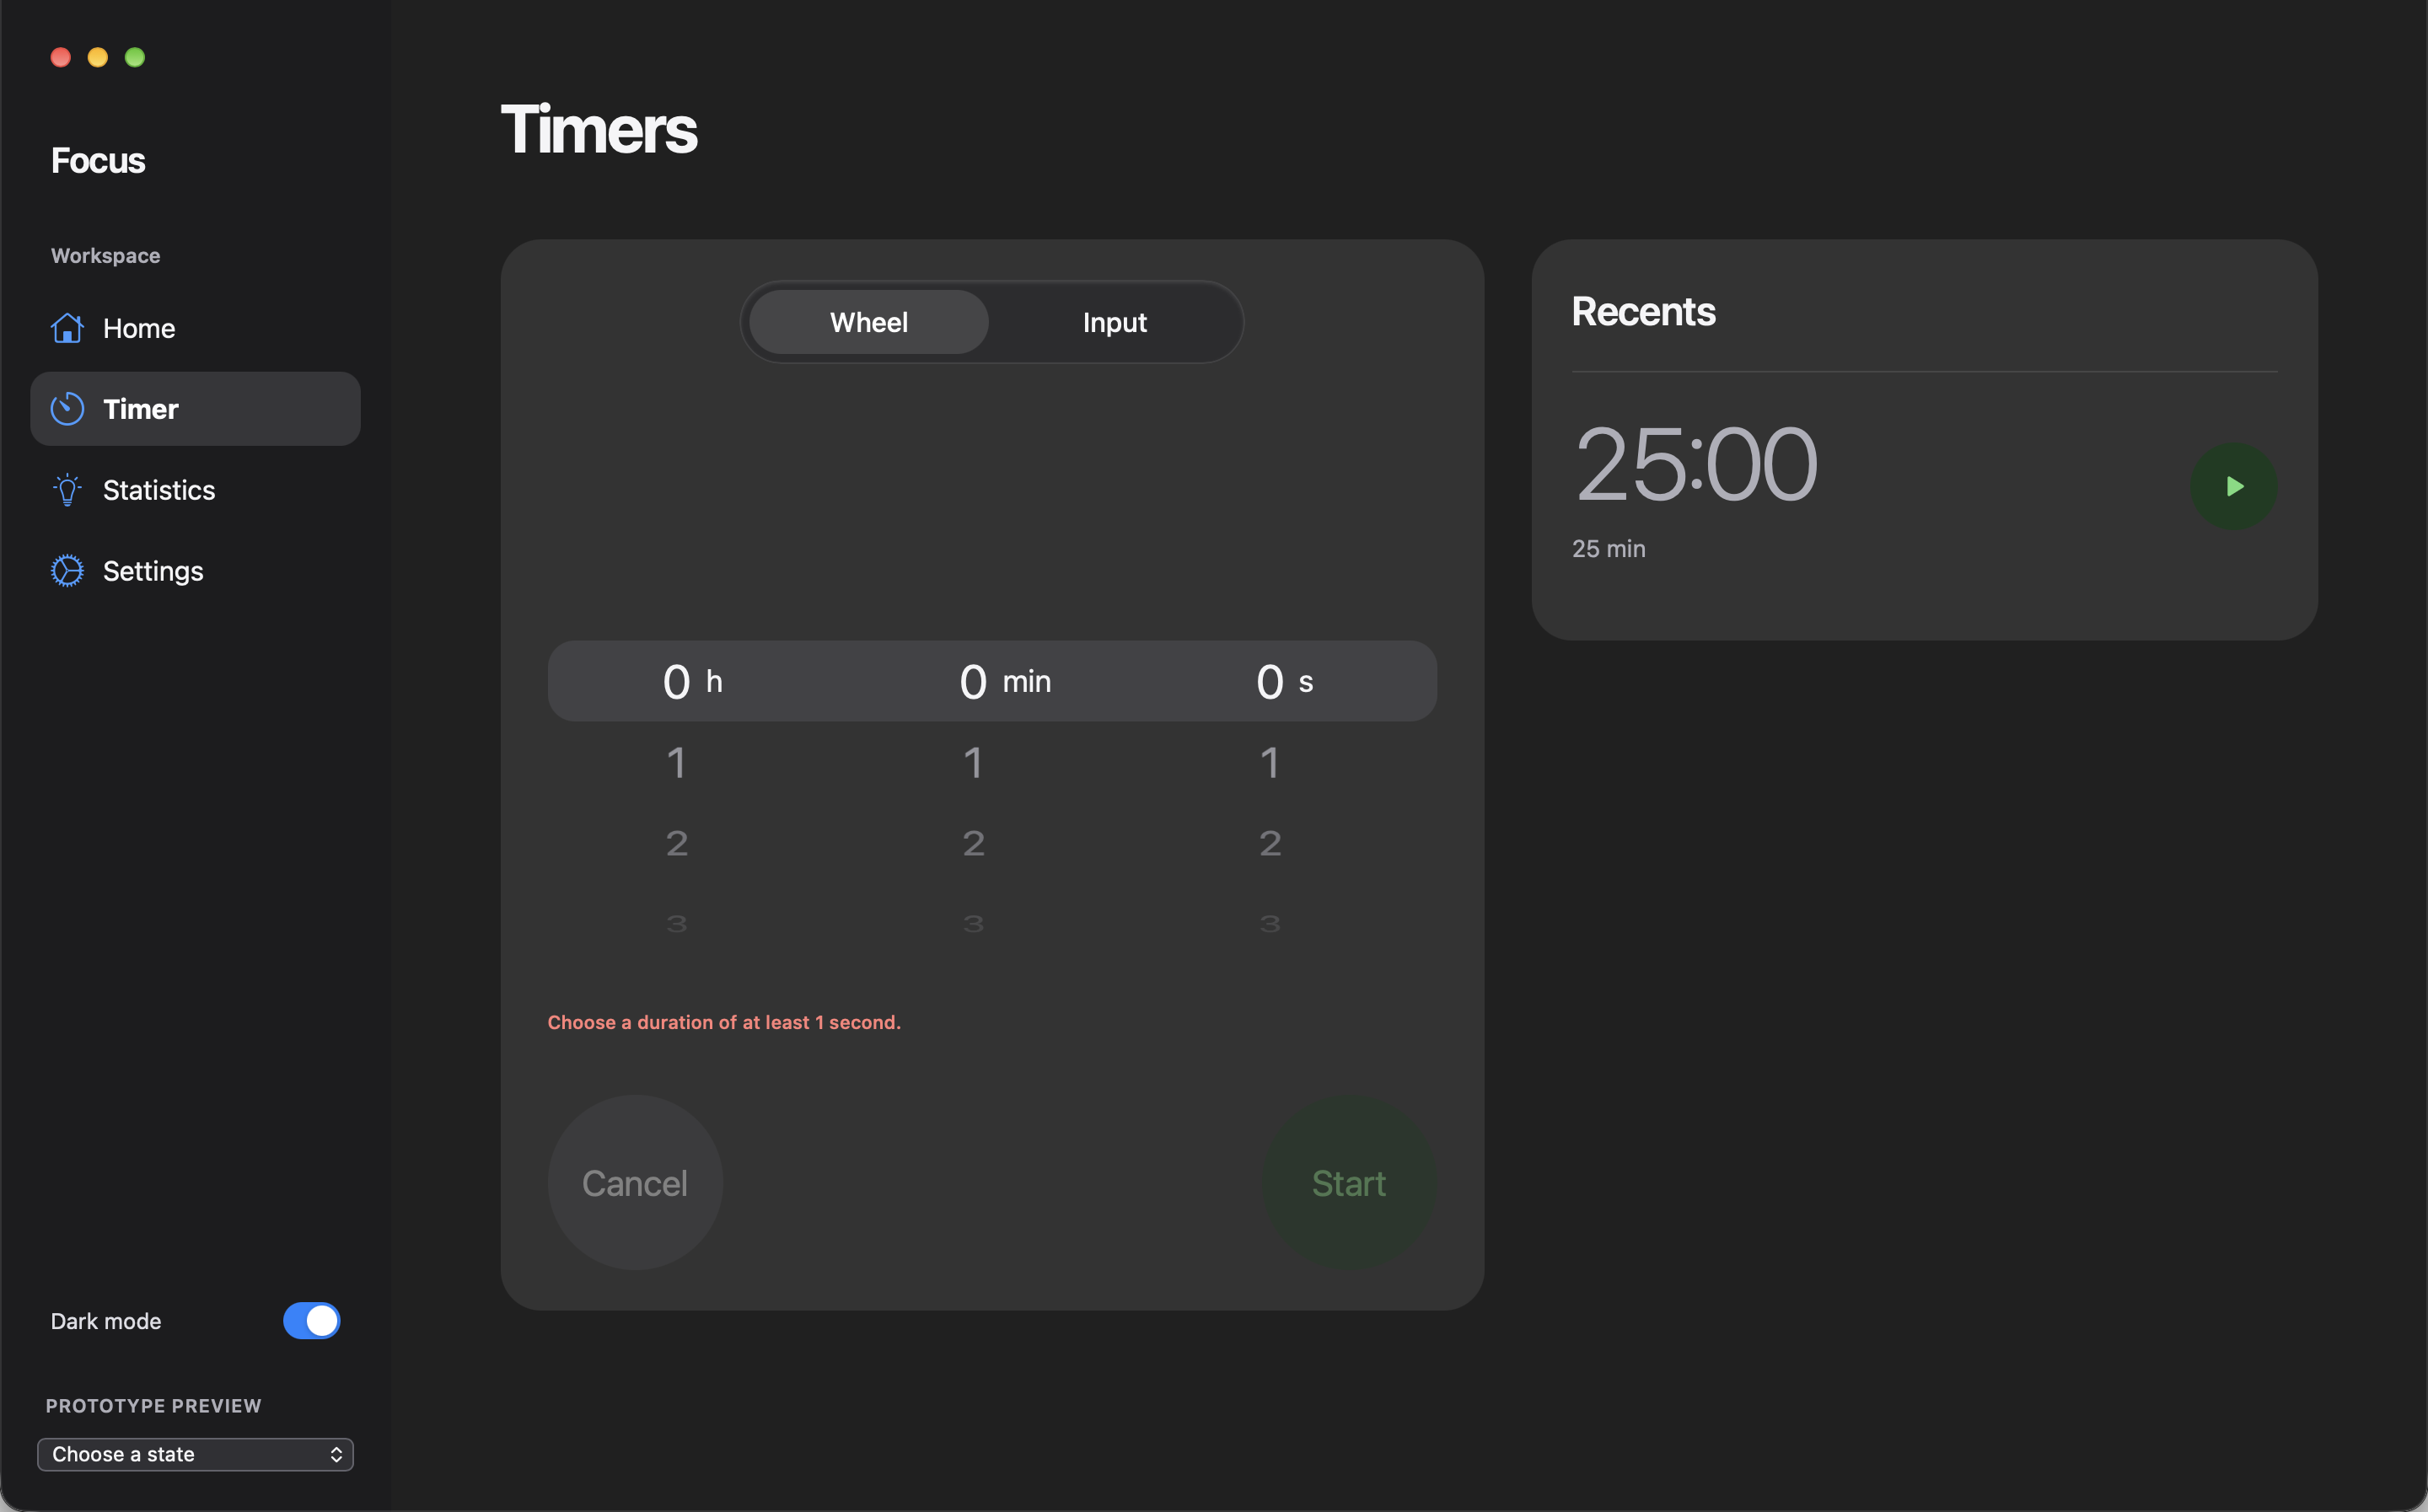 Focus
Workspace
Home
Timer
Statistics
Settings
Dark mode
PROTOTYPE PREVIEW
Choose a state
Timers
Wheel Input
0 h 0 min 0 s
1 1 1
2 2 2
3 3 3
Choose a duration of at least 1 second.
Cancel Start
Recents
25:00
25 min